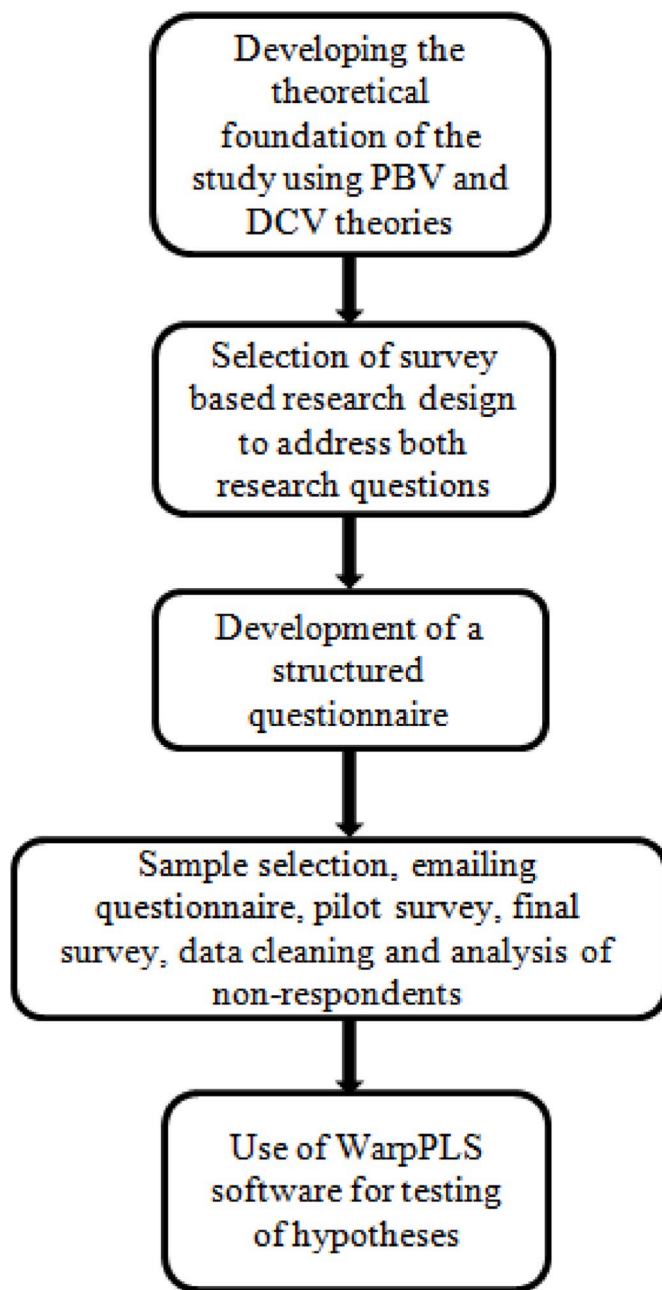 Developing the
theoretical
foundation of the
study using PBV and
DCV theories
Selection of survey
based research design
to address both
research questions
Development of a
structured
questionnaire
Sample selection, emailing
questionnaire, pilot survey, final
survey, data cleaning and analysis of
non-respondents
Use of WarpPLS
software for testing
of hypotheses